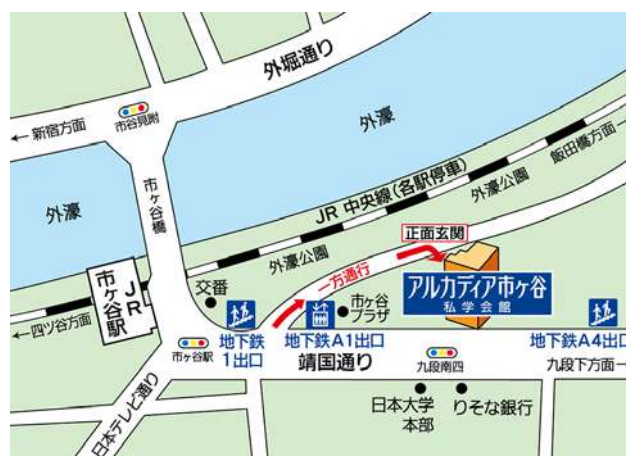 外堀通り
市谷見附
←新宿方面
外濠
飯田橋方面→
市ヶ谷橋
JR 中央線(各駅停車)
外濠公園
外濠
正面玄関
JR
市ヶ谷駅
外濠公園
一方通行
アルカディア市ヶ谷
私学会館
交番
市ヶ谷
プラザ
←四ツ谷方面
市ヶ谷駅
地下鉄
1出口
地下鉄A1出口
地下鉄A4出口
靖国通り
九段南四
九段下方面
日本テレビ通り
日本大学
本部
りそな銀行